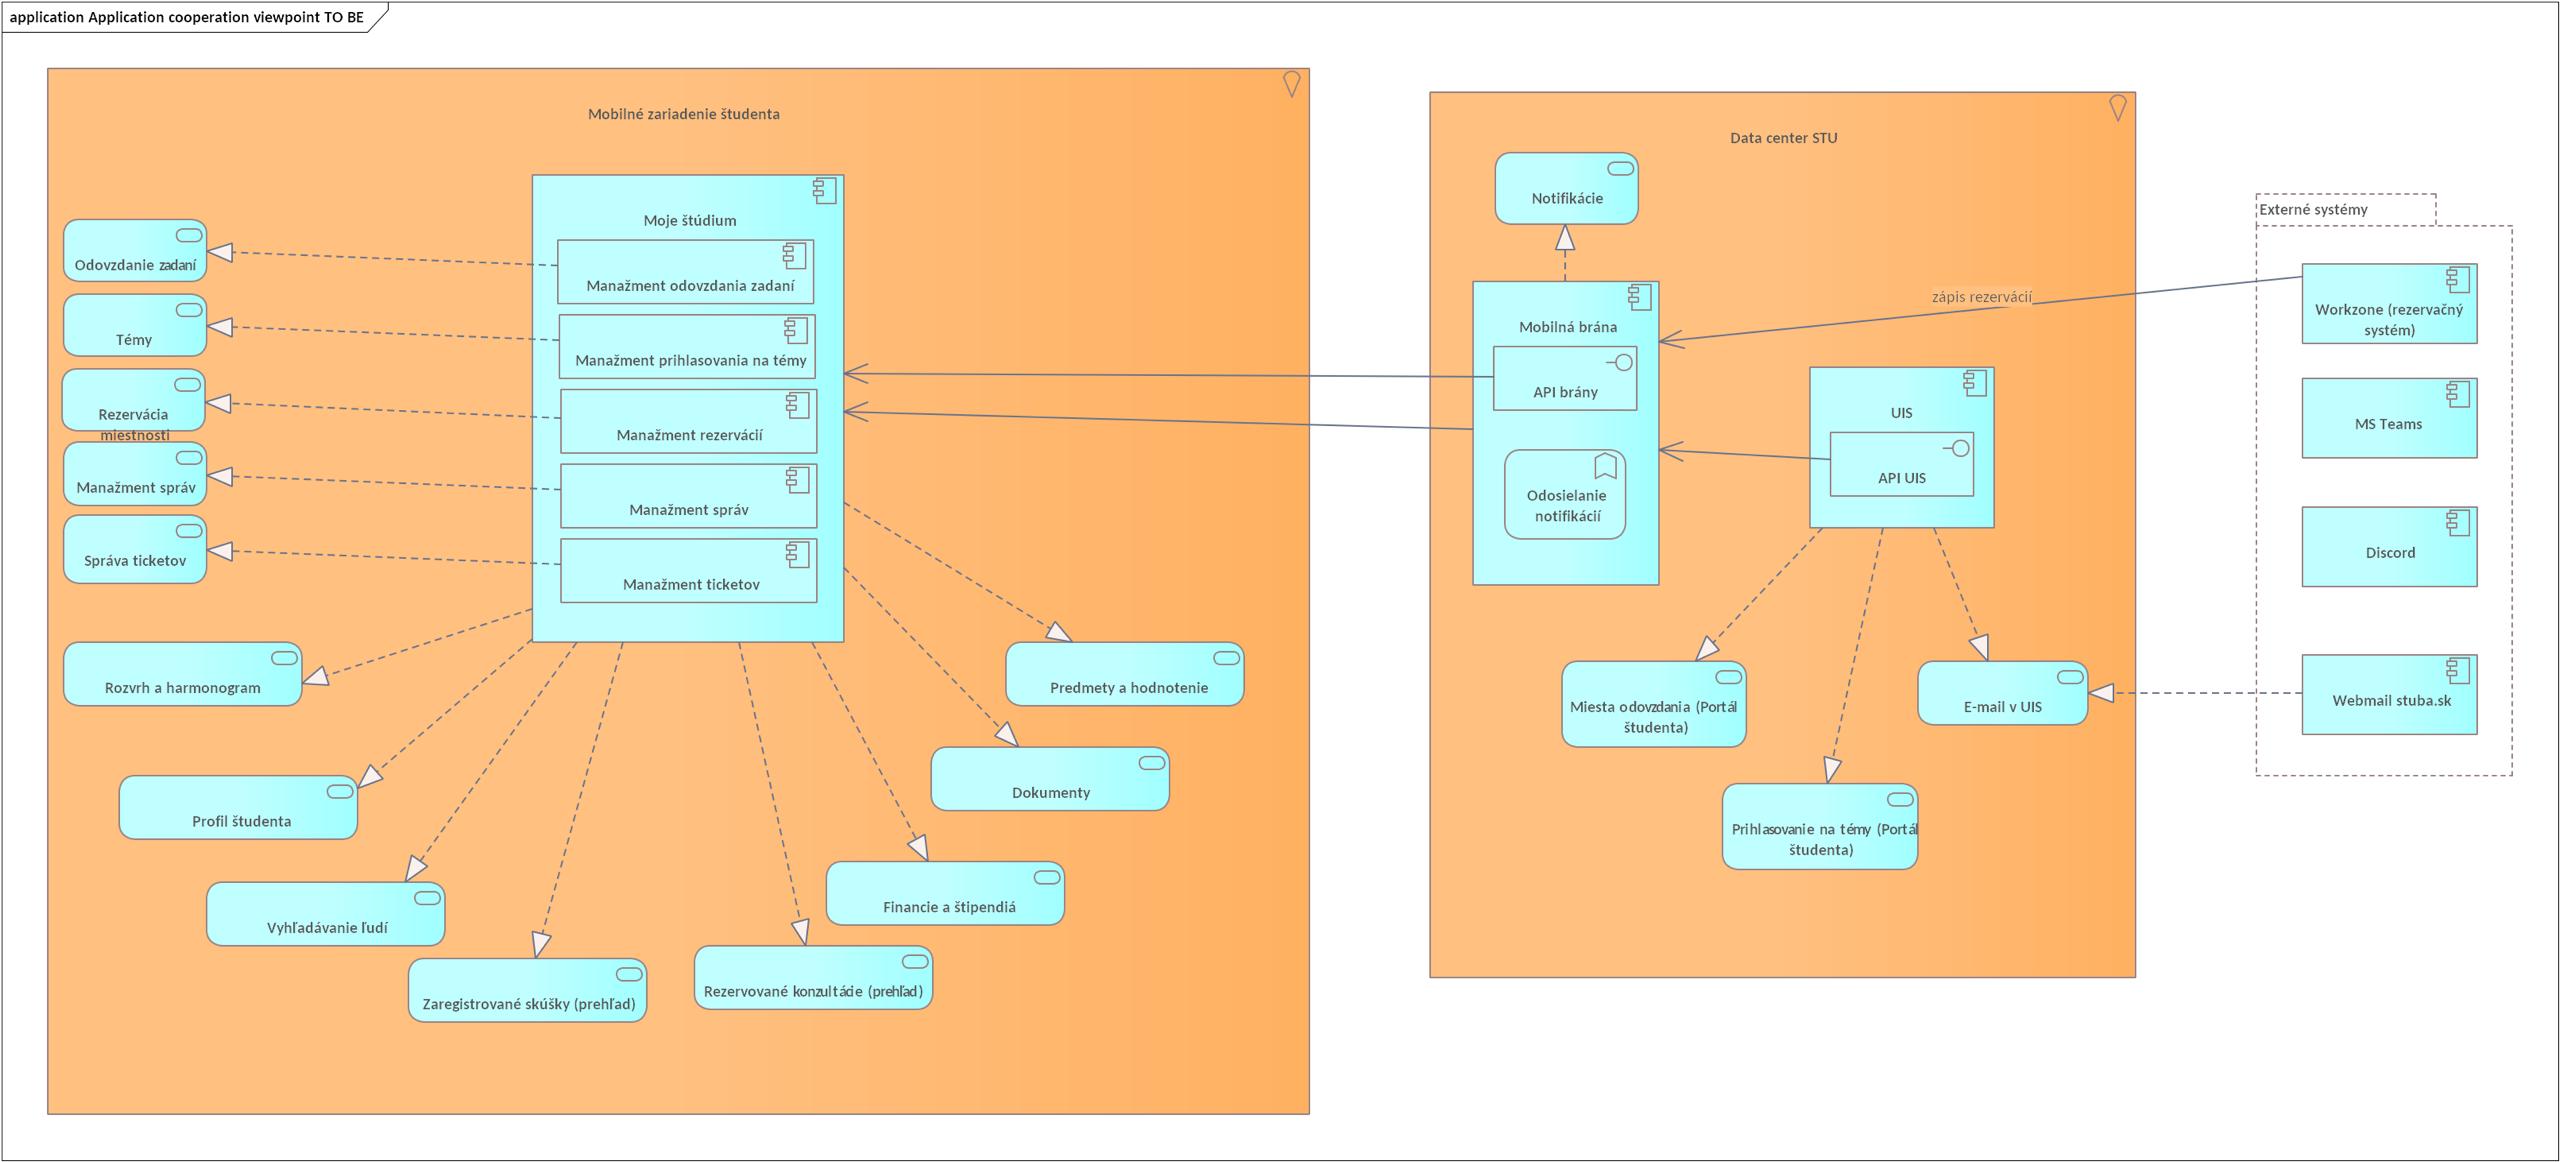 application Application cooperation viewpoint TO BE
Mobilné zariadenie študenta
Moje štúdium
Manažment odovzdania zadaní
Manažment prihlasovania na témy
Manažment rezervácií
Manažment správ
Manažment ticketov
Odovzdanie zadaní
Témy
Rezervácia
miestnosti
Manažment správ
Správa ticketov
Rozvrh a harmonogram
Profil študenta
Vyhľadávanie ľudí
Zaregistrované skúšky (prehľad)
Rezervované konzultácie (prehľad)
Financie a štipendiá
Dokumenty
Predmety a hodnotenie
Data center STU
Notifikácie
Mobilná brána
API brány
Odosielanie
notifikácií
UIS
API UIS
Miesta odovzdania (Portál
študenta)
Prihlasovanie na témy (Portál
študenta)
E-mail v UIS
zápis rezervácií
Externé systémy
Workzone (rezervačný
systém)
MS Teams
Discord
Webmail stuba.sk